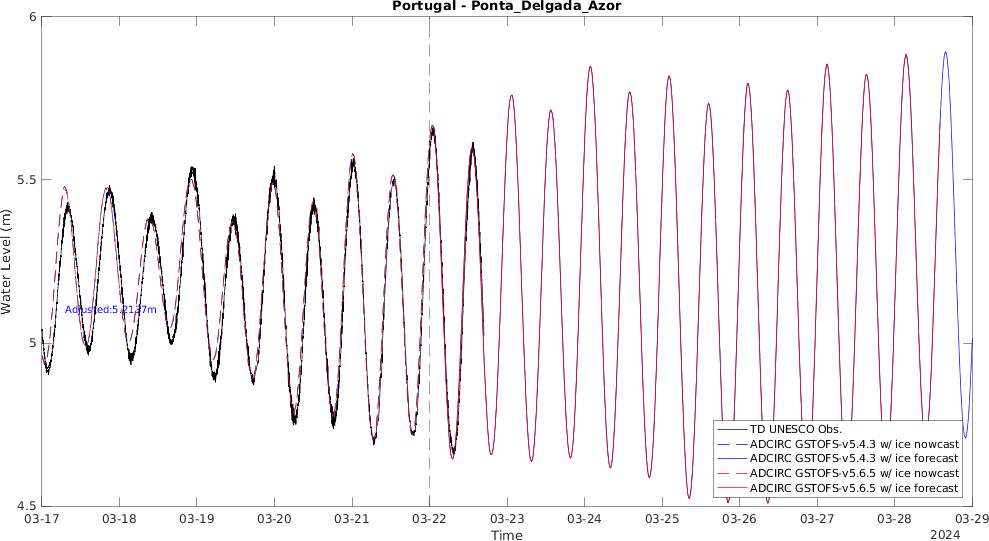 Portugal - Ponta_Delgada_Azor
6
5.5
5
4.5
Water Level (m)
Adjusted:5.2137m
TD UNESCO Obs.
ADCIRC GSTOFS-v5.4.3 w/ ice nowcast
ADCIRC GSTOFS-v5.4.3 w/ ice forecast
ADCIRC GSTOFS-v5.6.5 w/ ice nowcast
ADCIRC GSTOFS-v5.6.5 w/ ice forecast
03-17 03-18 03-19 03-20 03-21 03-22 03-23 03-24 03-25 03-26 03-27 03-28 03-29
Time
2024